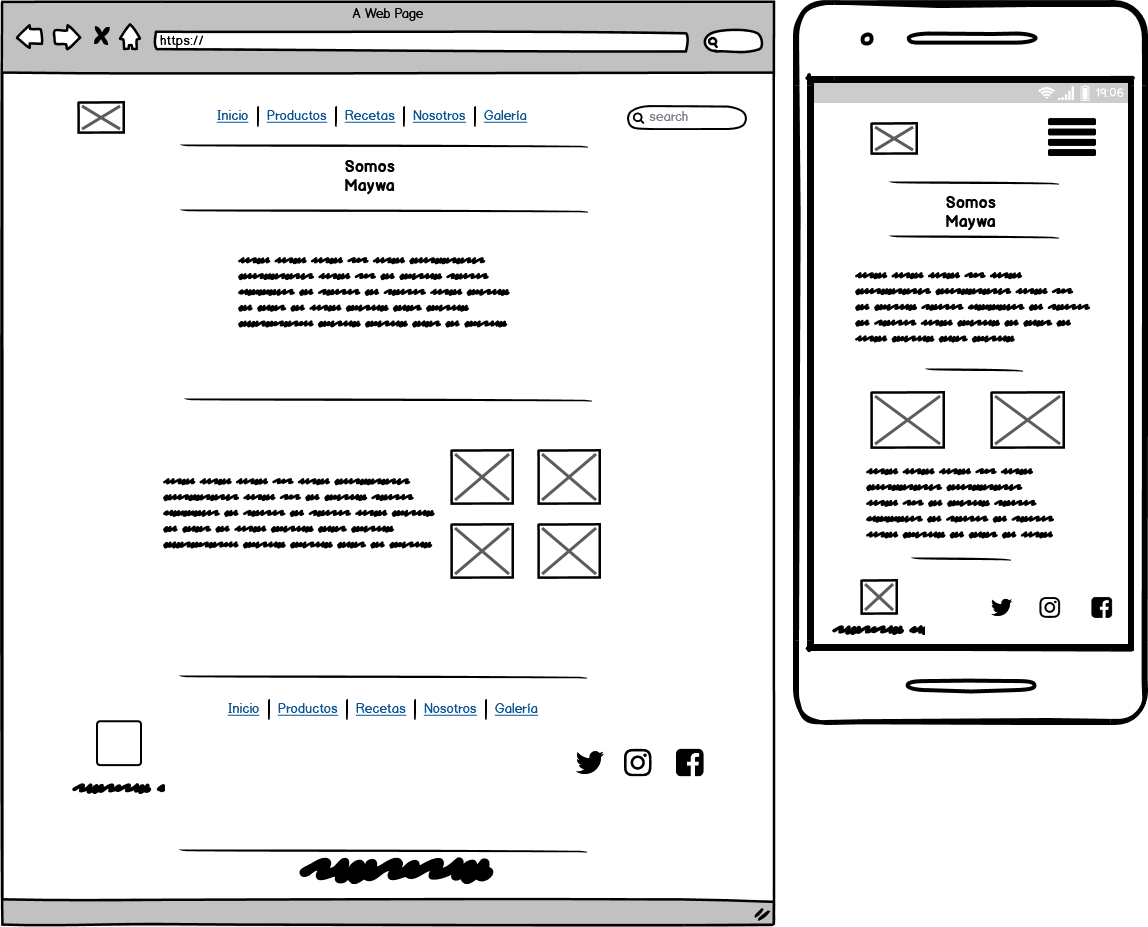 A Web Page
https://
Inicio | Productos | Recetas | Nosotros | Galería
search
Somos
Maywa
Inicio | Productos | Recetas | Nosotros | Galería
19:06
Somos
Maywa